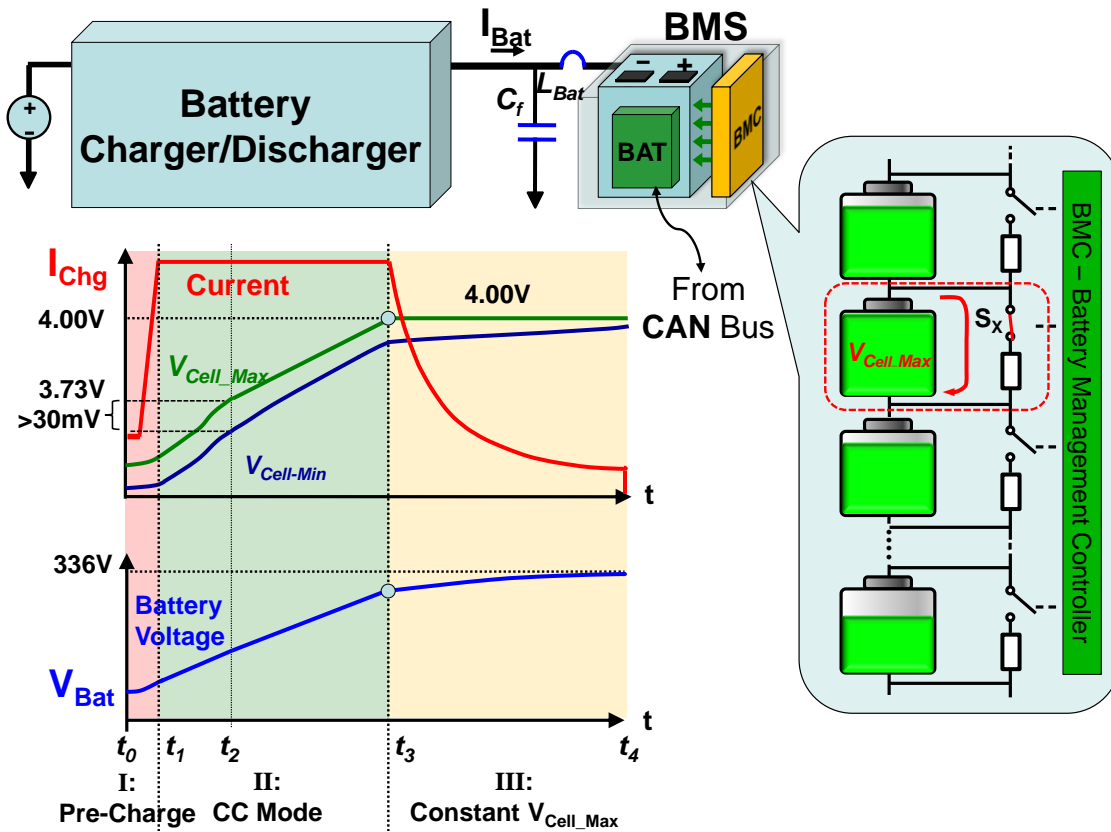 Battery
Charger/Discharger
+
-
I_Bat
C_f
L_Bat
BMS
- +
BAT
BMC
From
CAN Bus
I_Chg
Current
4.00V
4.00V
V_Cell_Max
3.73V
>30mV
V_Cell-Min
t
336V
Battery
Voltage
V_Bat
t
t_0 t_1 t_2 t_3 t_4
I: II: III:
Pre-Charge CC Mode Constant V_Cell_Max
S_X
V_Cell_Max
BMC – Battery Management Controller